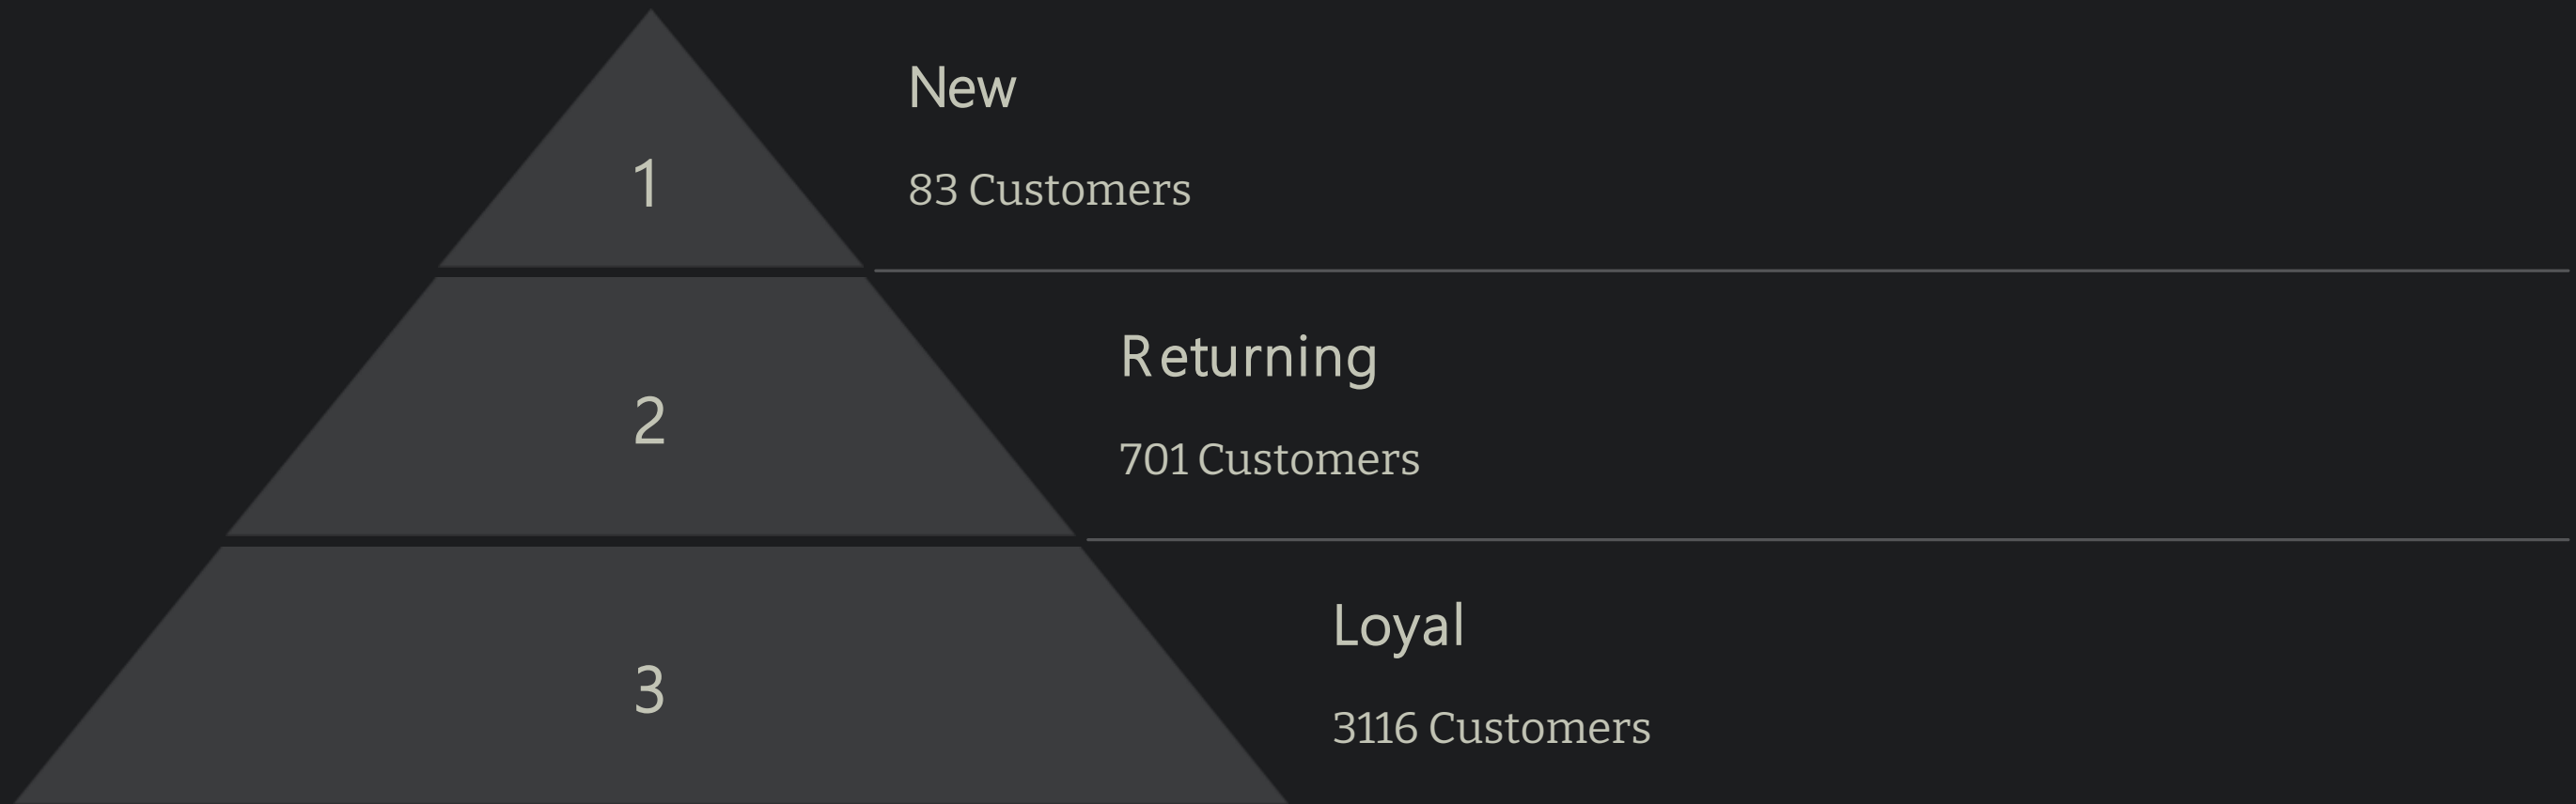 1
New
83 Customers
2
Returning
701 Customers
3
Loyal
3116 Customers